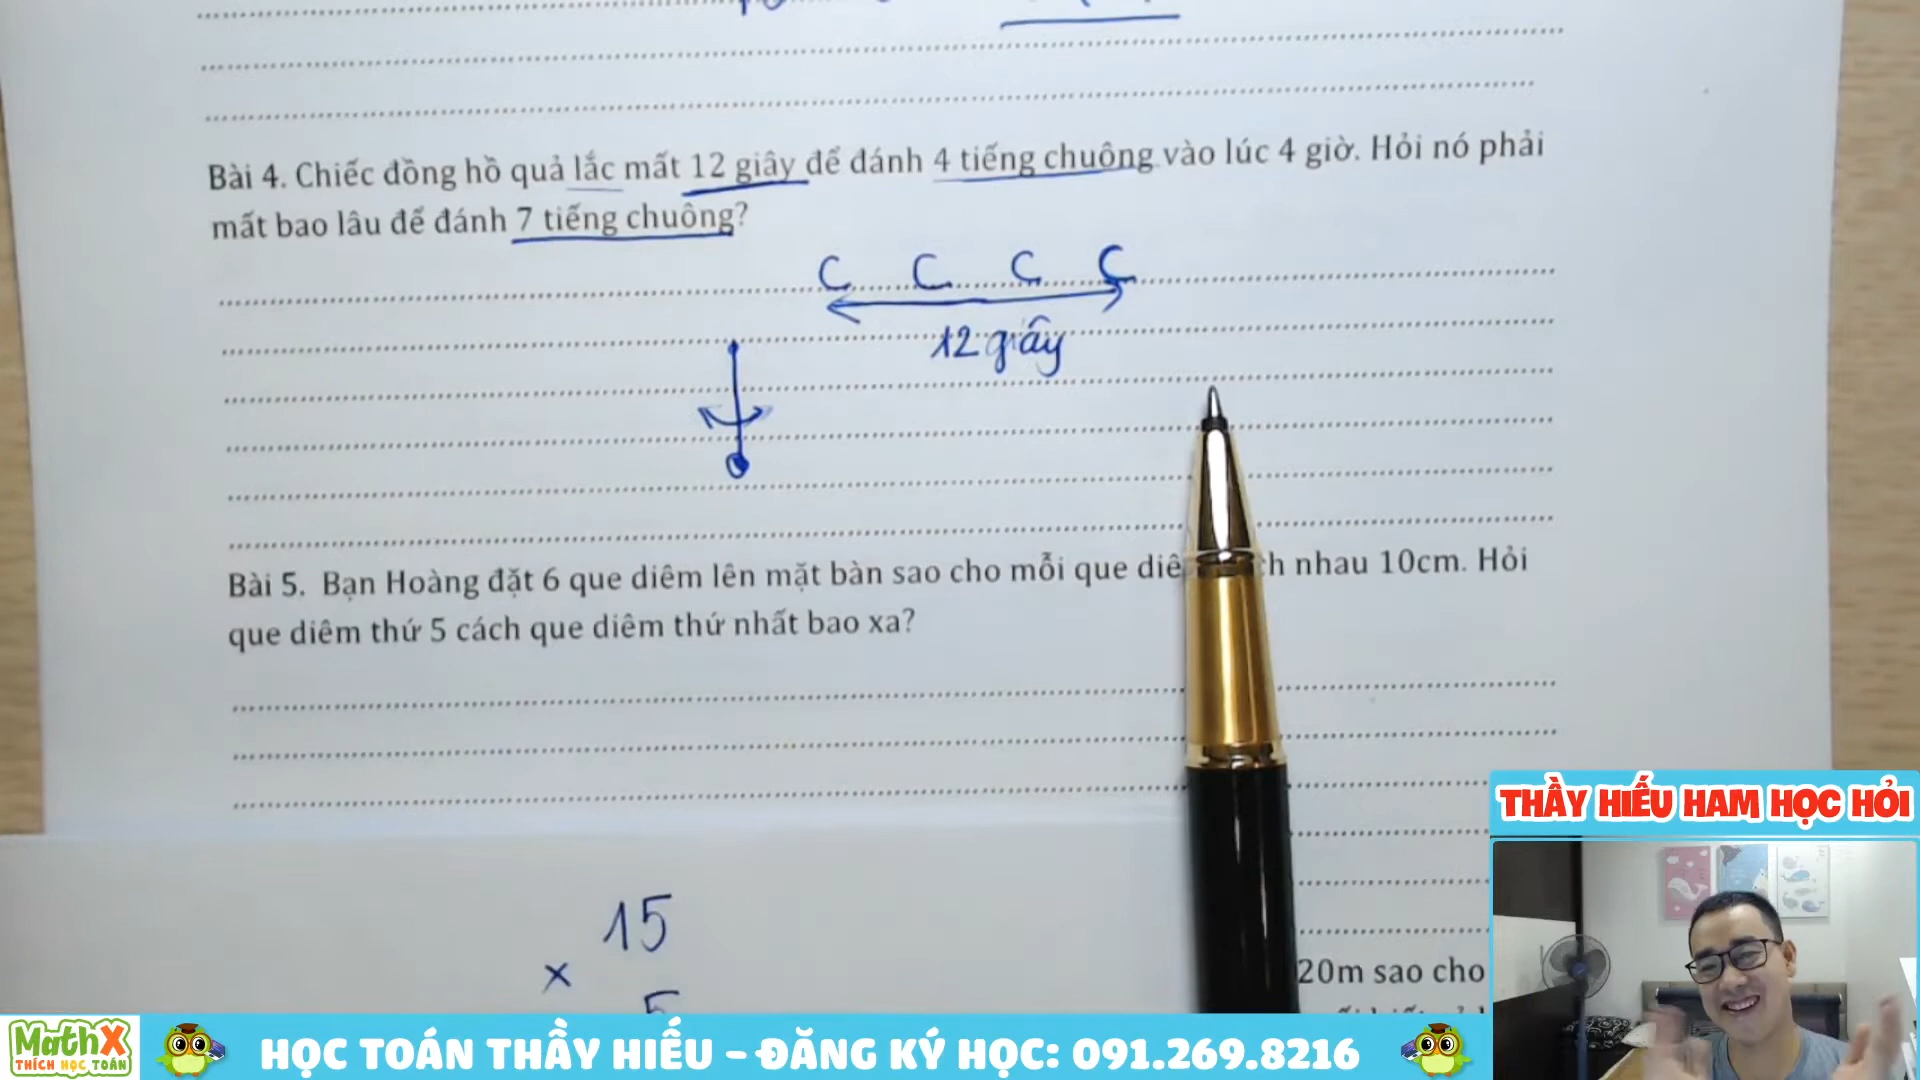 Bài 4. Chiếc đồng hồ quả lắc mất 12 giây để đánh 4 tiếng chuông vào lúc 4 giờ. Hỏi nó phải
mất bao lâu để đánh 7 tiếng chuông?
C C C C
12 giây
Bài 5. Bạn Hoàng đặt 6 que diêm lên mặt bàn sao cho mỗi que nhau 10cm. Hỏi
que diêm thứ 5 cách que diêm thứ nhất bao xa?
15
×
5
20m sao cho
THẦY HIẾU HAM HỌC HỎI
MathX
THÍCH HỌC TOÁN
HỌC TOÁN THẦY HIẾU - ĐĂNG KÝ HỌC: 091.269.8216